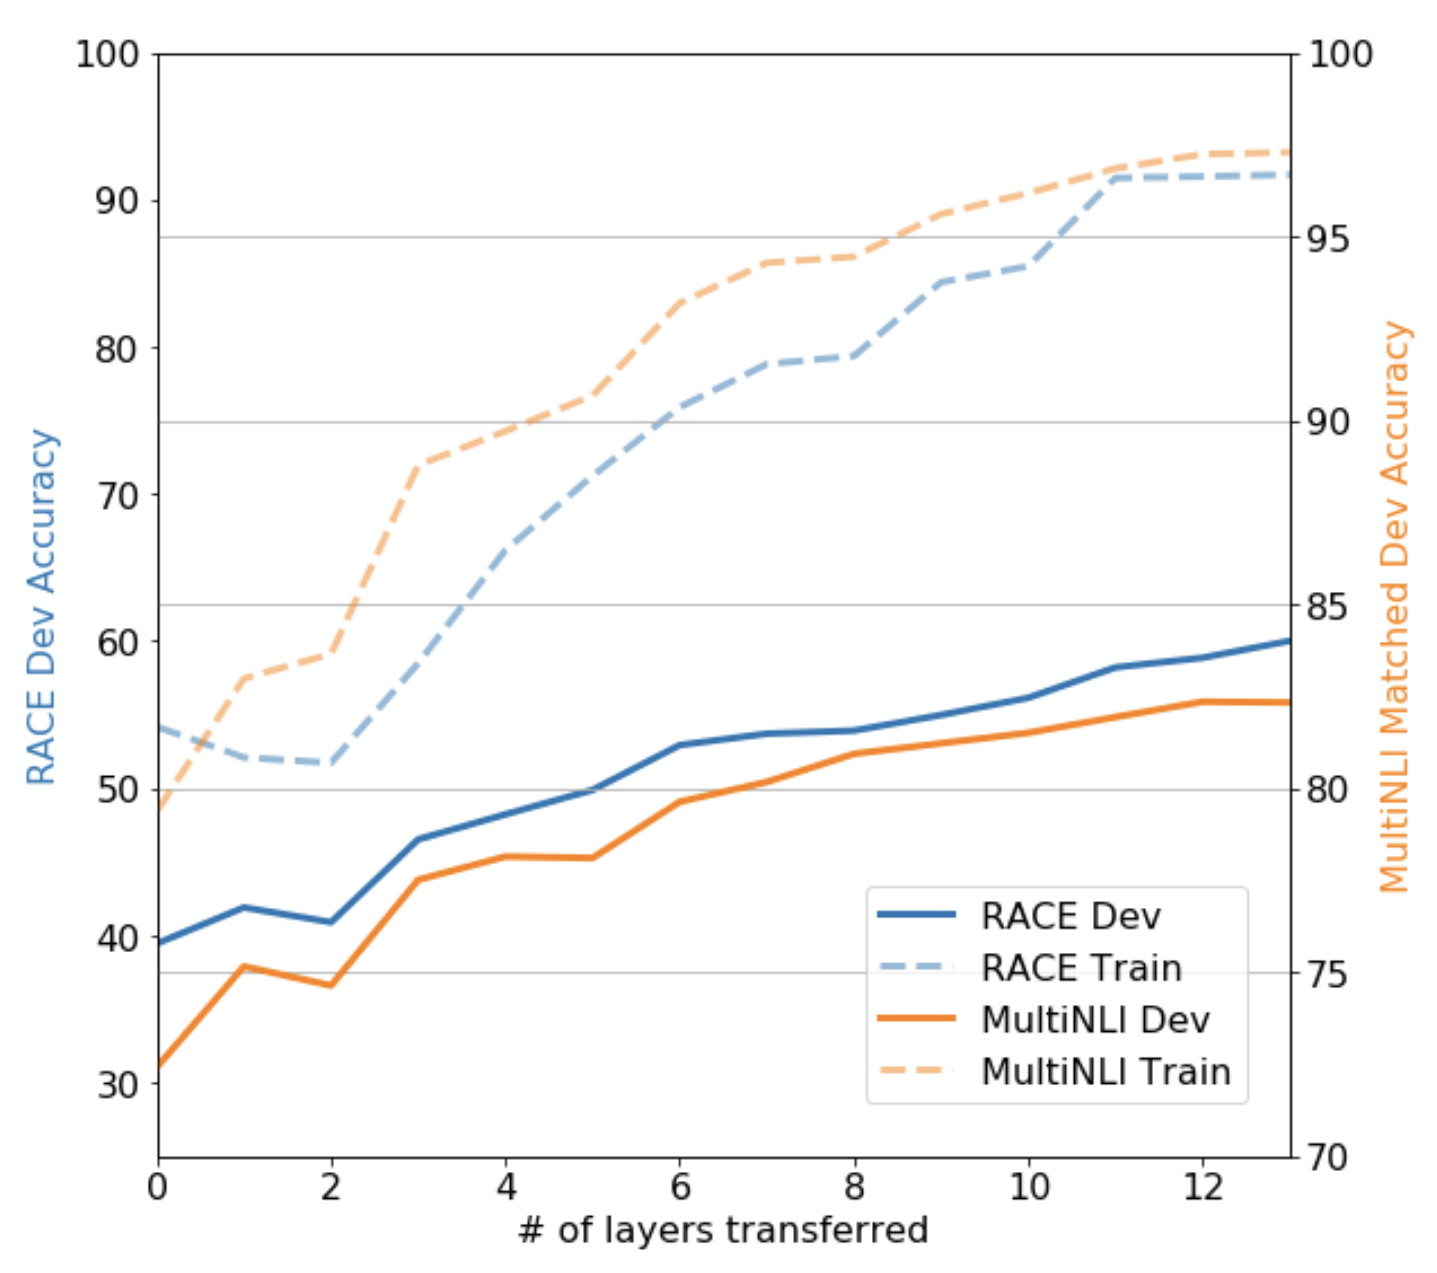 RACE Dev Accuracy
100
90
80
70
60
50
40
30
100
95
90
85
80
75
70
MultiNLI Matched Dev Accuracy
RACE Dev
RACE Train
MultiNLI Dev
MultiNLI Train
0 2 4 6 8 10 12
# of layers transferred